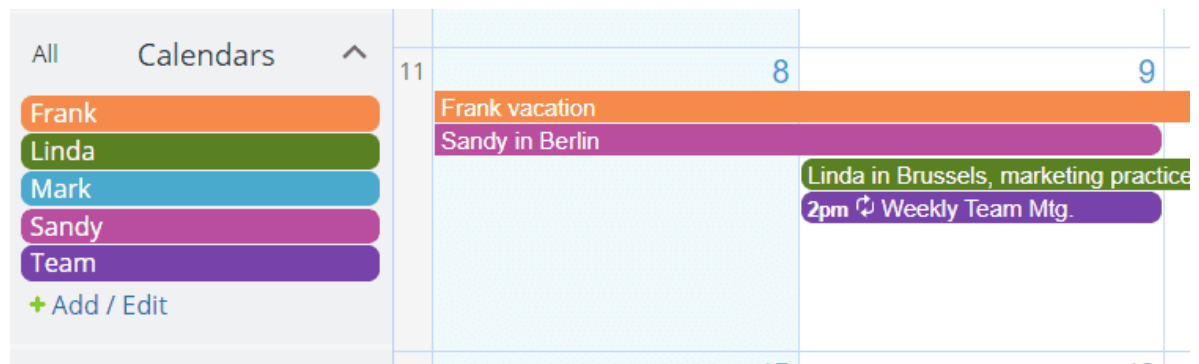 All Calendars
Frank
Linda
Mark
Sandy
Team
+ Add / Edit
11
8
9
Frank vacation
Sandy in Berlin
Linda in Brussels, marketing practice
2pm Weekly Team Mtg.